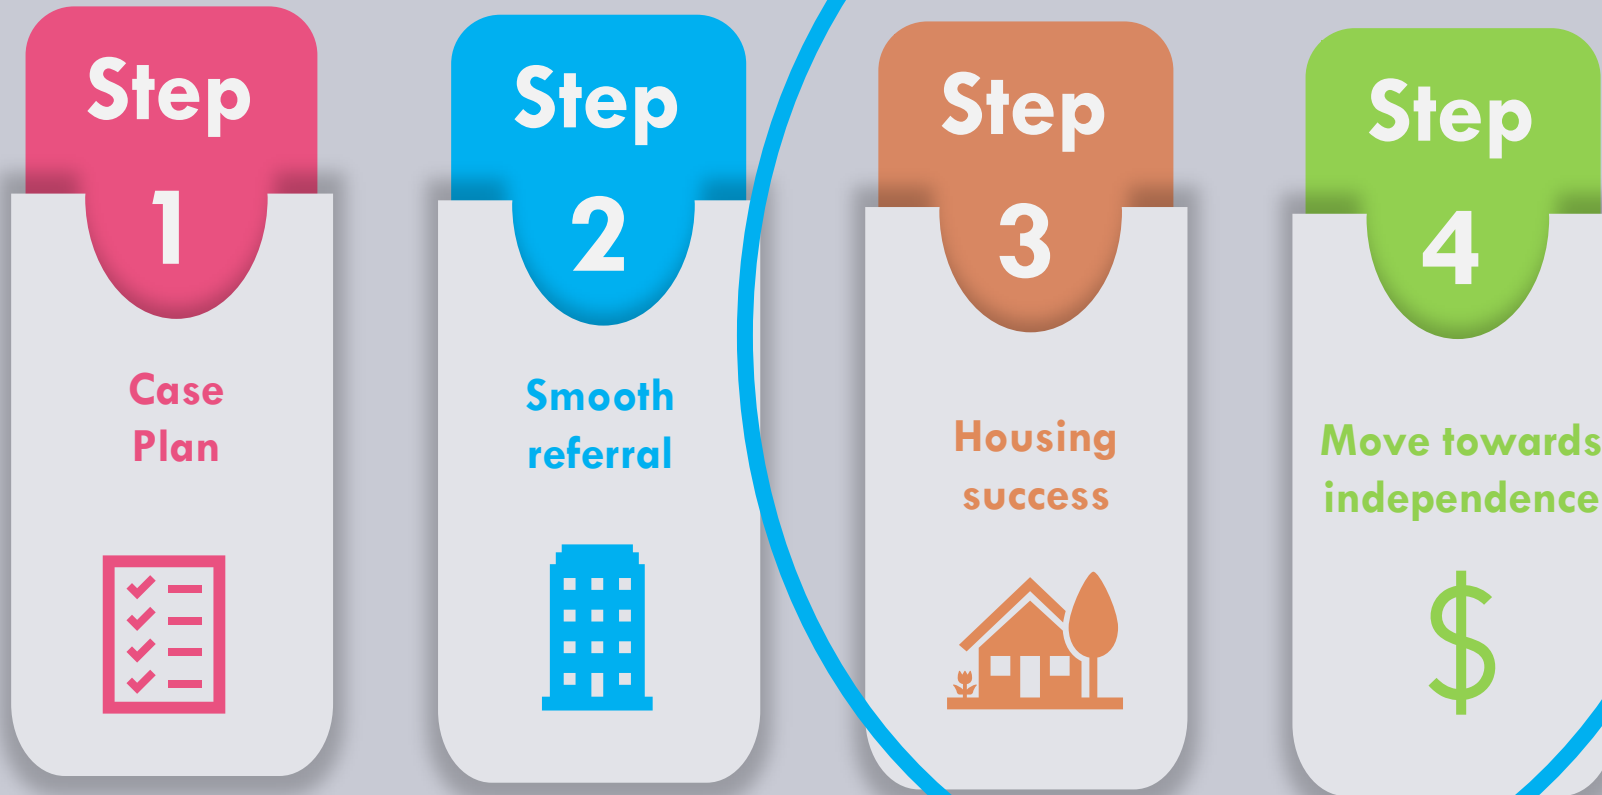 Step
1
Case
Plan
Step
2
Smooth
referral
Step
3
Housing
success
Step
4
Move towards
independence
$